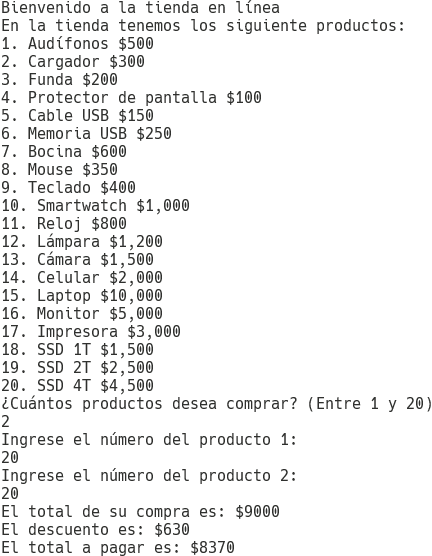 Bienvenido a la tienda en línea
En la tienda tenemos los siguiente productos:
1. Audífonos $500
2. Cargador $300
3. Funda $200
4. Protector de pantalla $100
5. Cable USB $150
6. Memoria USB $250
7. Bocina $600
8. Mouse $350
9. Teclado $400
10. Smartwatch $1,000
11. Reloj $800
12. Lámpara $1,200
13. Cámara $1,500
14. Celular $2,000
15. Laptop $10,000
16. Monitor $5,000
17. Impresora $3,000
18. SSD 1T $1,500
19. SSD 2T $2,500
20. SSD 4T $4,500
¿Cuántos productos desea comprar? (Entre 1 y 20)
2
Ingrese el número del producto 1:
20
Ingrese el número del producto 2:
20
El total de su compra es: $9000
El descuento es: $630
El total a pagar es: $8370